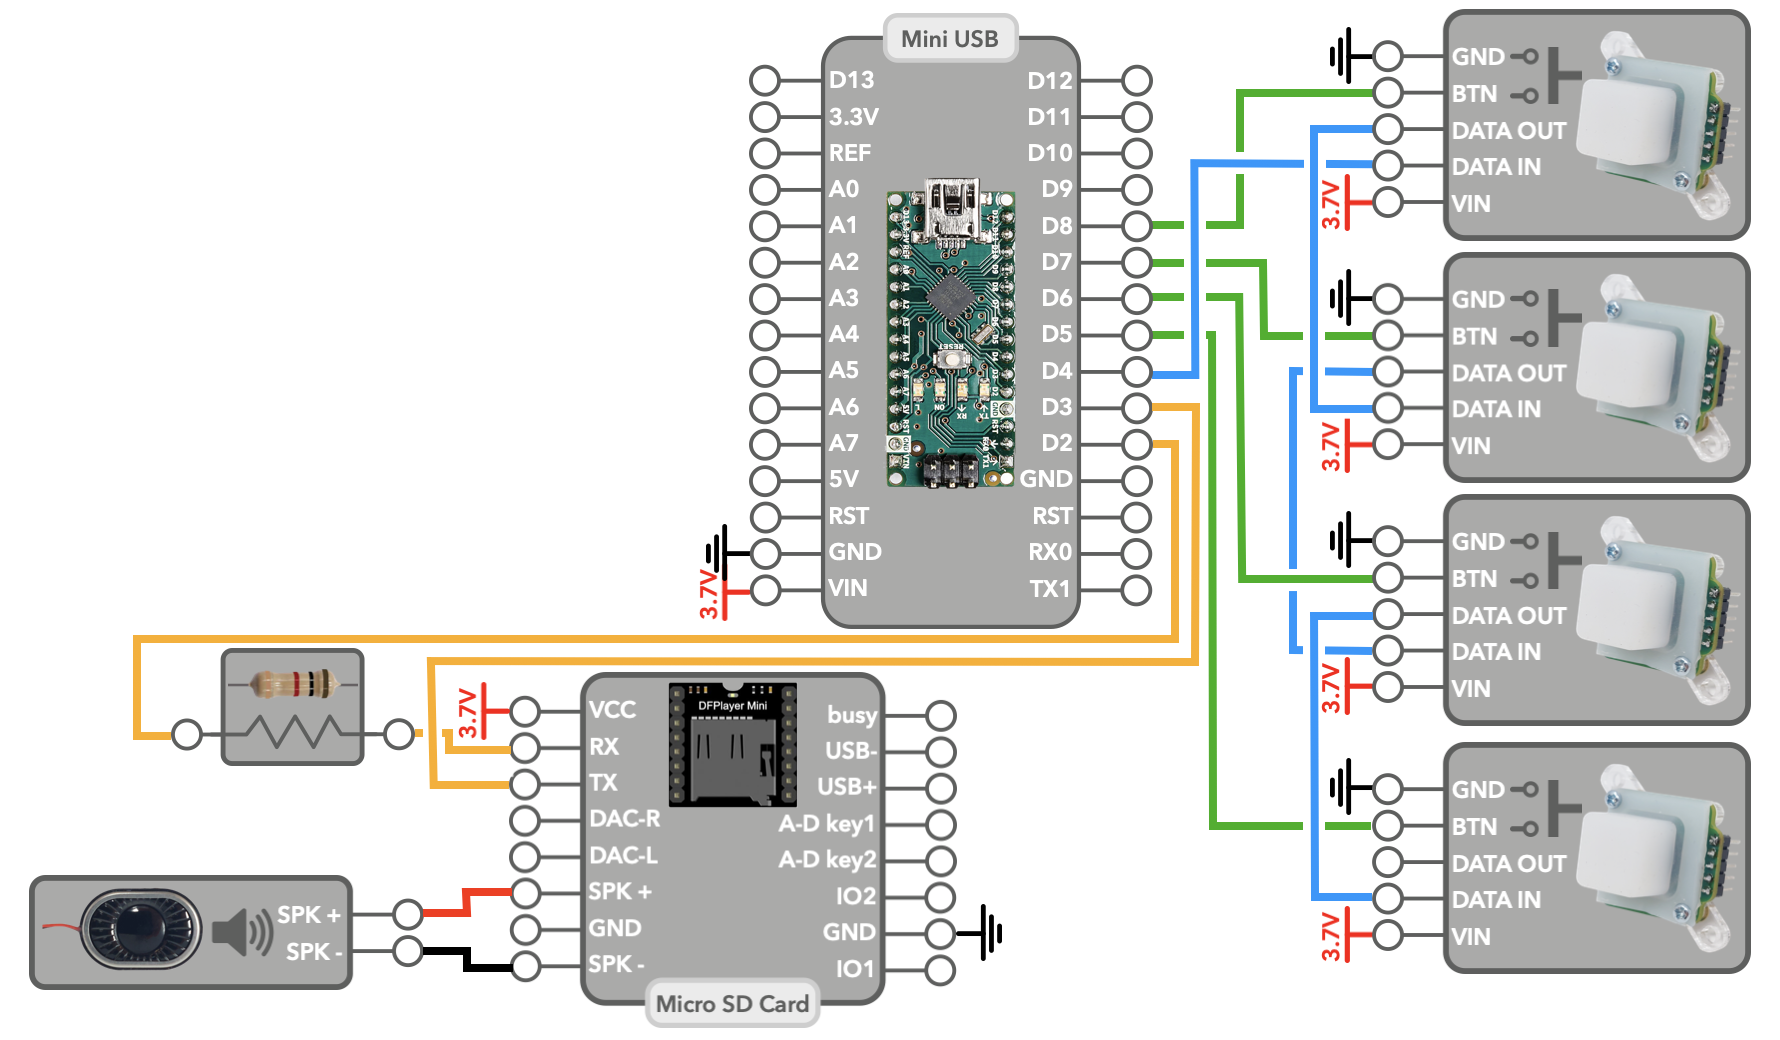 Mini USB
D13
3.3V
REF
A0
A1
A2
A3
A4
A5
A6
A7
5V
RST
GND
VIN
D12
D11
D10
D9
D8
D7
D6
D5
D4
D3
D2
GND
RST
RX0
TX1
3.7V
RESET
3.7V
VCC
RX
TX
DAC-R
DAC-L
SPK +
GND
SPK -
DFPlayer Mini
busy
USB-
USB+
A-D key1
A-D key2
IO2
GND
IO1
Micro SD Card
SPK +
SPK -
GND
BTN
DATA OUT
DATA IN
VIN
3.7V
GND
BTN
DATA OUT
DATA IN
VIN
3.7V
GND
BTN
DATA OUT
DATA IN
VIN
3.7V
GND
BTN
DATA OUT
DATA IN
VIN
3.7V